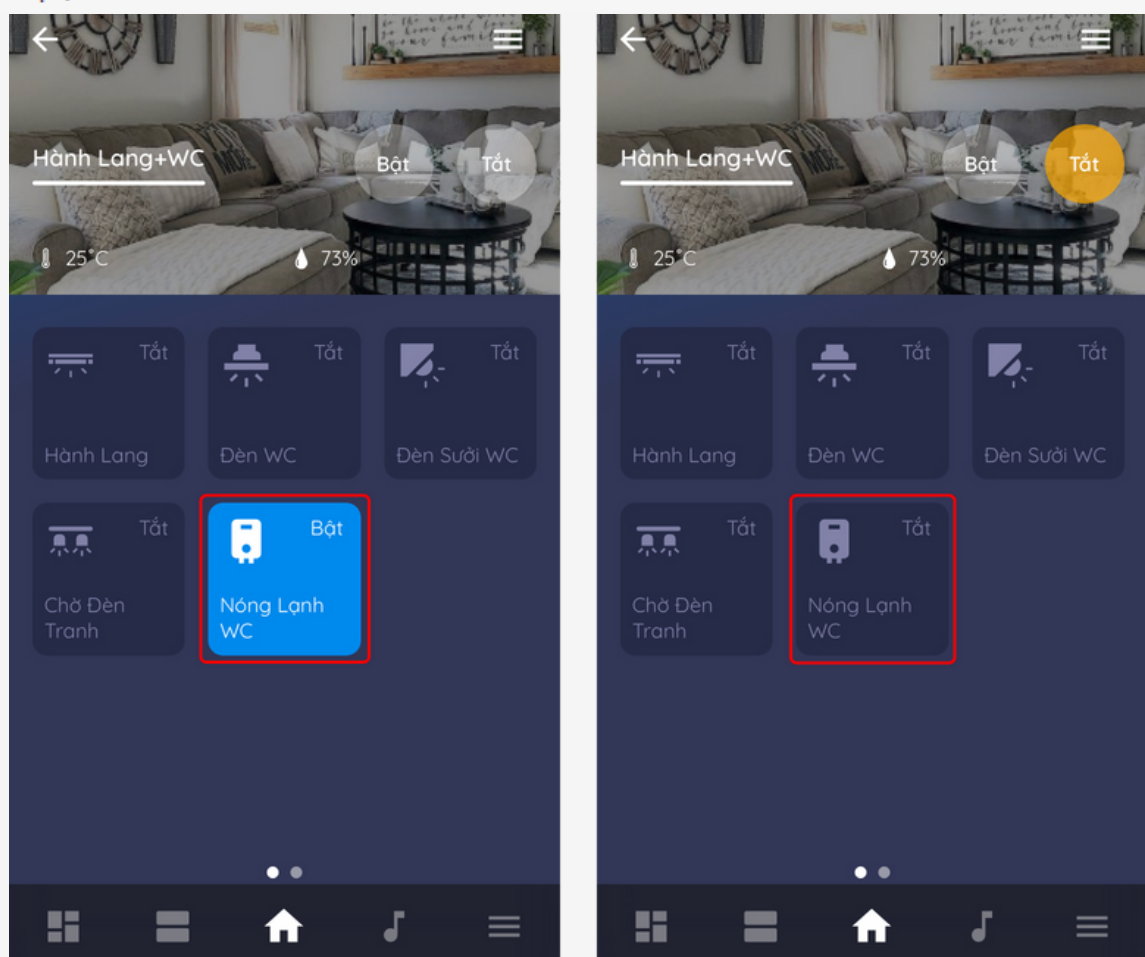 Hành Lang+WC
Bật
Tắt
25°C
73%
Tắt
Tắt
Tắt
Hành Lang
Đèn WC
Đèn Sưởi WC
Tắt
Bật
Chờ Đèn
Tranh
Nóng Lạnh
WC
Hành Lang+WC
Bật
Tắt
25°C
73%
Tắt
Tắt
Tắt
Hành Lang
Đèn WC
Đèn Sưởi WC
Tắt
Tắt
Chờ Đèn
Tranh
Nóng Lạnh
WC